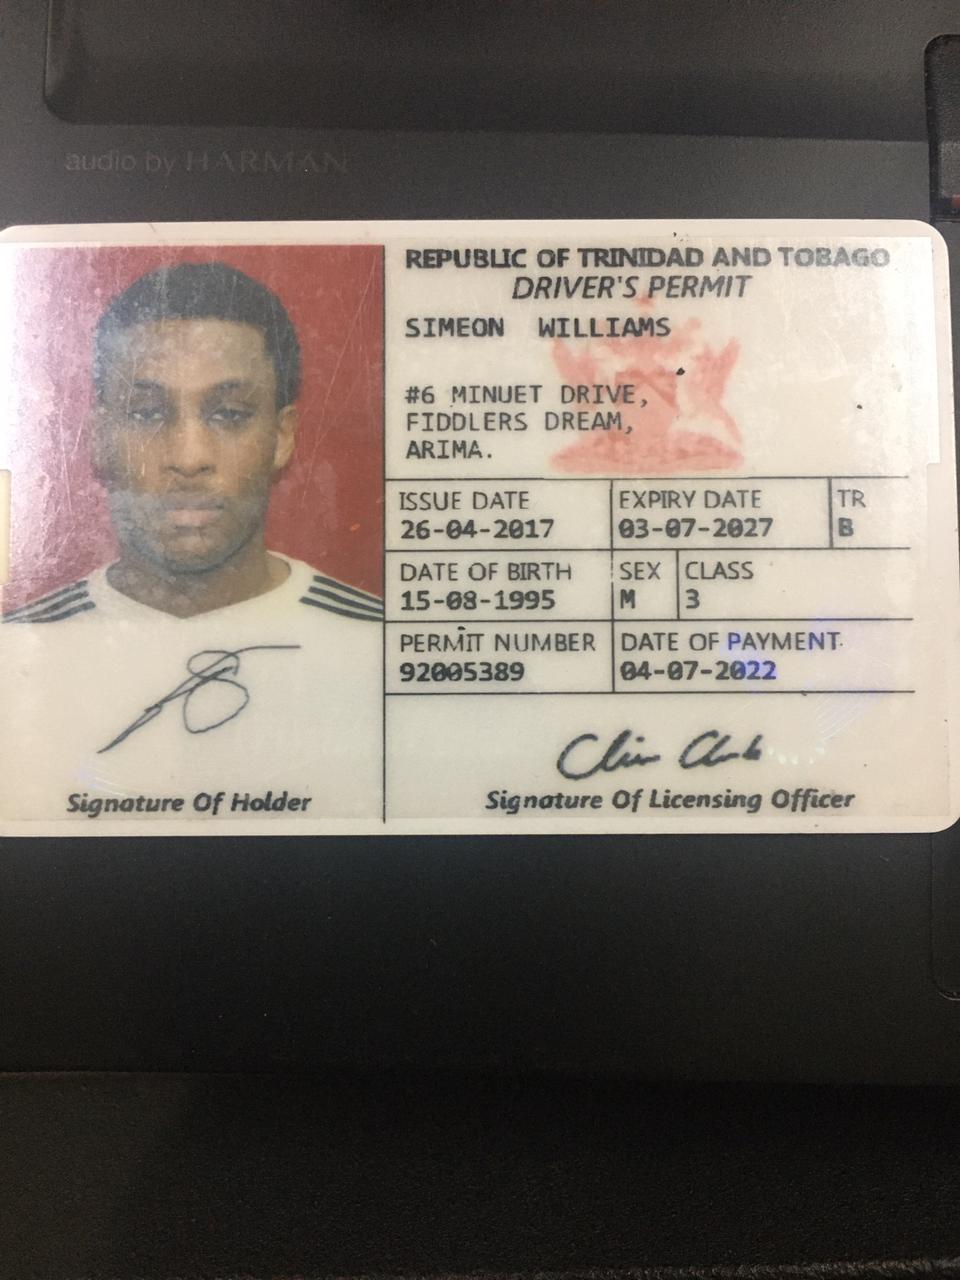 audio by HARMAN
REPUBLIC OF TRINIDAD AND TOBAGO
DRIVER'S PERMIT
SIMEON WILLIAMS
#6 MINUET DRIVE,
FIDDLERS DREAM,
ARIMA.
ISSUE DATE EXPIRY DATE TR
26-04-2017 03-07-2027 B
DATE OF BIRTH SEX CLASS
15-08-1995 M 3
PERMIT NUMBER DATE OF PAYMENT
92005389 04-07-2022
Signature Of Holder Signature Of Licensing Officer